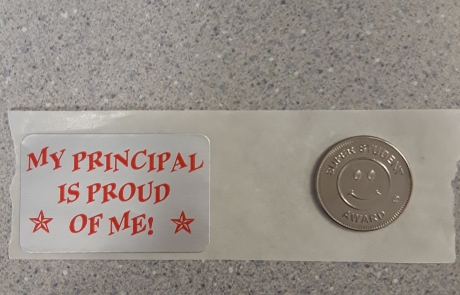 MY PRINCIPAL
IS PROUD
OF ME!
SUPER STUDENT
AWARD